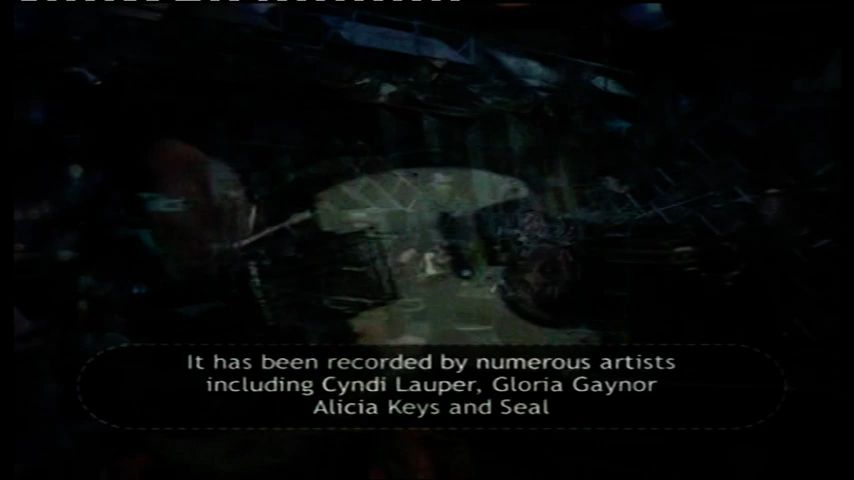 It has been recorded by numerous artists
including Cyndi Lauper, Gloria Gaynor
Alicia Keys and Seal